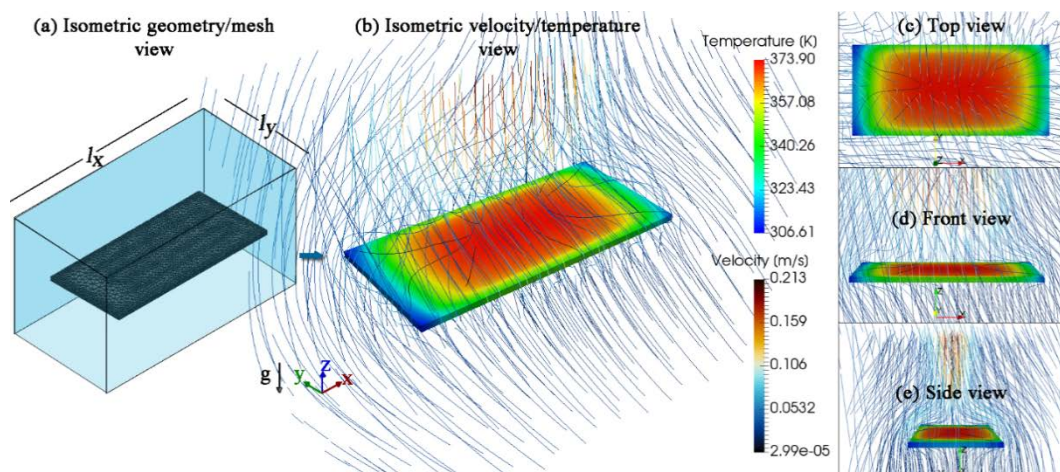 (a) Isometric geometry/mesh
view
lx
ly
(b) Isometric velocity/temperature
view
g
y
z
x
Temperature (K)
373.90
357.08
340.26
323.43
306.61
Velocity (m/s)
0.213
0.159
0.106
0.0532
2.99e-05
(c) Top view
Z
X
(d) Front view
Z
X
(e) Side view
Z